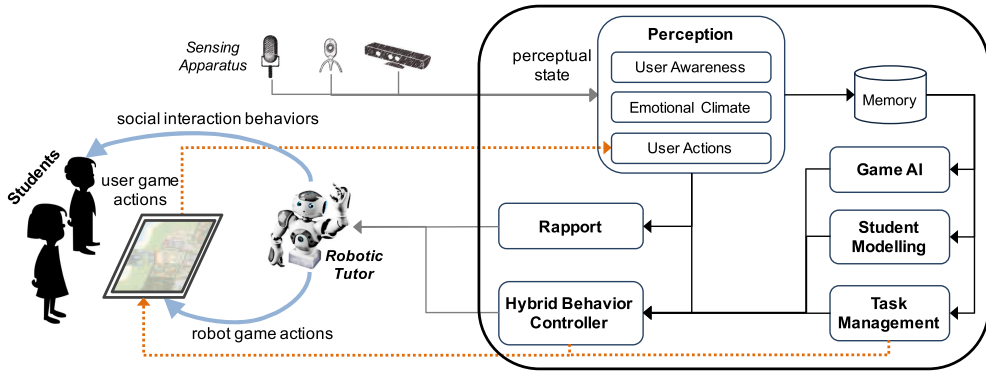 Sensing
Apparatus
perceptual
state
Perception
User Awareness
Emotional Climate
User Actions
Memory
social interaction behaviors
Students
user game
actions
Robotic
Tutor
robot game actions
Rapport
Hybrid Behavior
Controller
Game AI
Student
Modelling
Task
Management